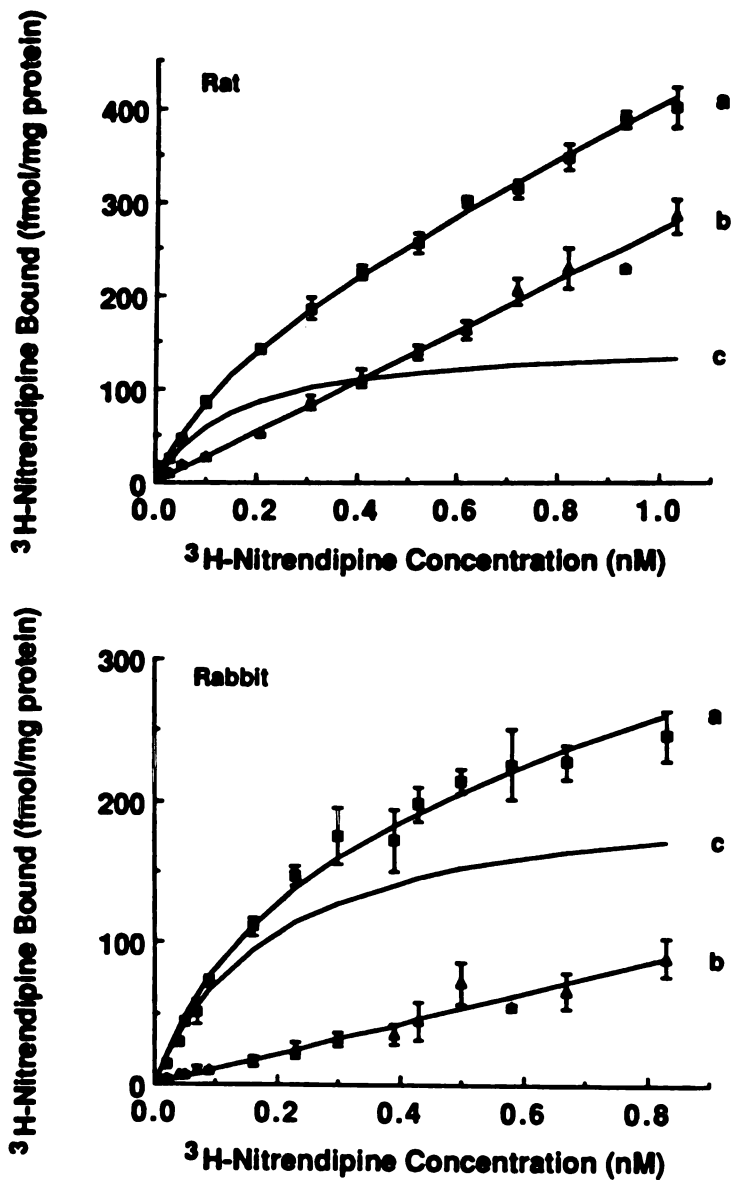 Rat
a
b
c
400
300
200
100
0
0.0 0.2 0.4 0.6 0.8 1.0
³H-Nitrendipine Concentration (nM)
³H-Nitrendipine Bound (fmol/mg protein)
Rabbit
a
c
b
300
200
100
0
0.0 0.2 0.4 0.6 0.8
³H-Nitrendipine Concentration (nM)
³H-Nitrendipine Bound (fmol/mg protein)